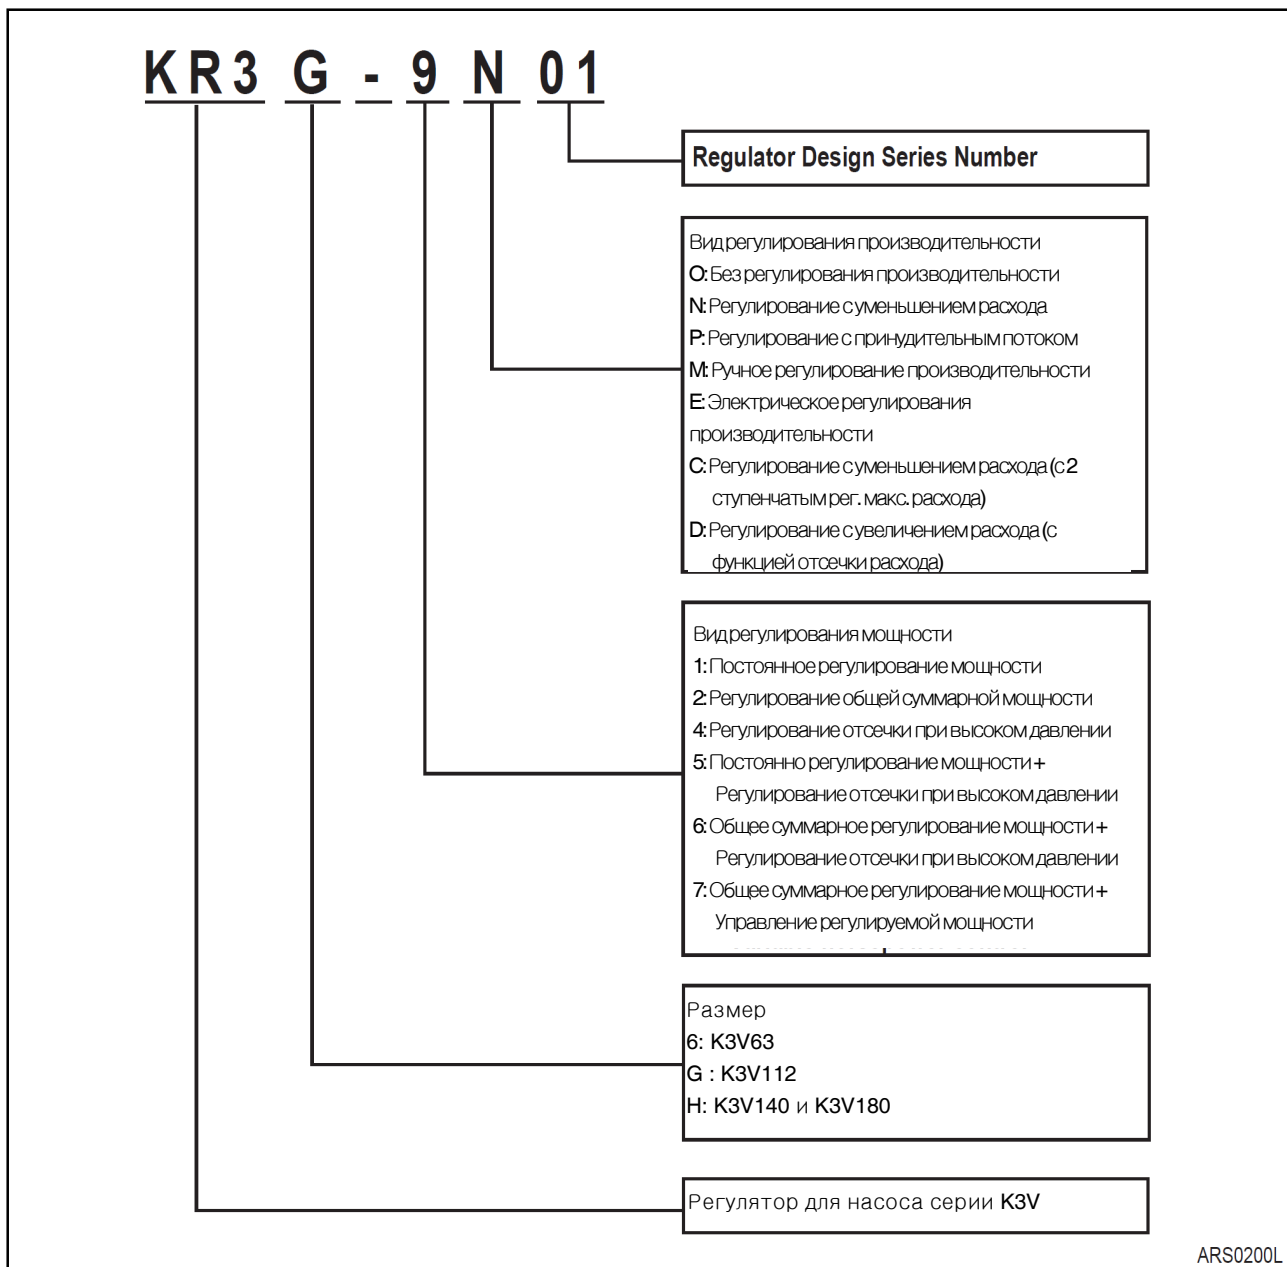 KR3 G - 9 N 01
Regulator Design Series Number
Вид регулирования производительности
O: Без регулирования производительности
N: Регулирование с уменьшением расхода
P: Регулирование с принудительным потоком
M: Ручное регулирование производительности
E: Электрическое регулирования
производительности
C: Регулирование с уменьшением расхода (с 2
ступенчатым рег. макс. расхода)
D: Регулирование с увеличением расхода (с
функцией отсечки расхода)
Вид регулирования мощности
1: Постоянное регулирование мощности
2: Регулирование общей суммарной мощности
4: Регулирование отсечки при высоком давлении
5: Постоянно регулирование мощности +
Регулирование отсечки при высоком давлении
6: Общее суммарное регулирование мощности +
Регулирование отсечки при высоком давлении
7: Общее суммарное регулирование мощности +
Управление регулируемой мощности
Размер
6: K3V63
G : K3V112
H: K3V140 и K3V180
Регулятор для насоса серии K3V
ARS0200L